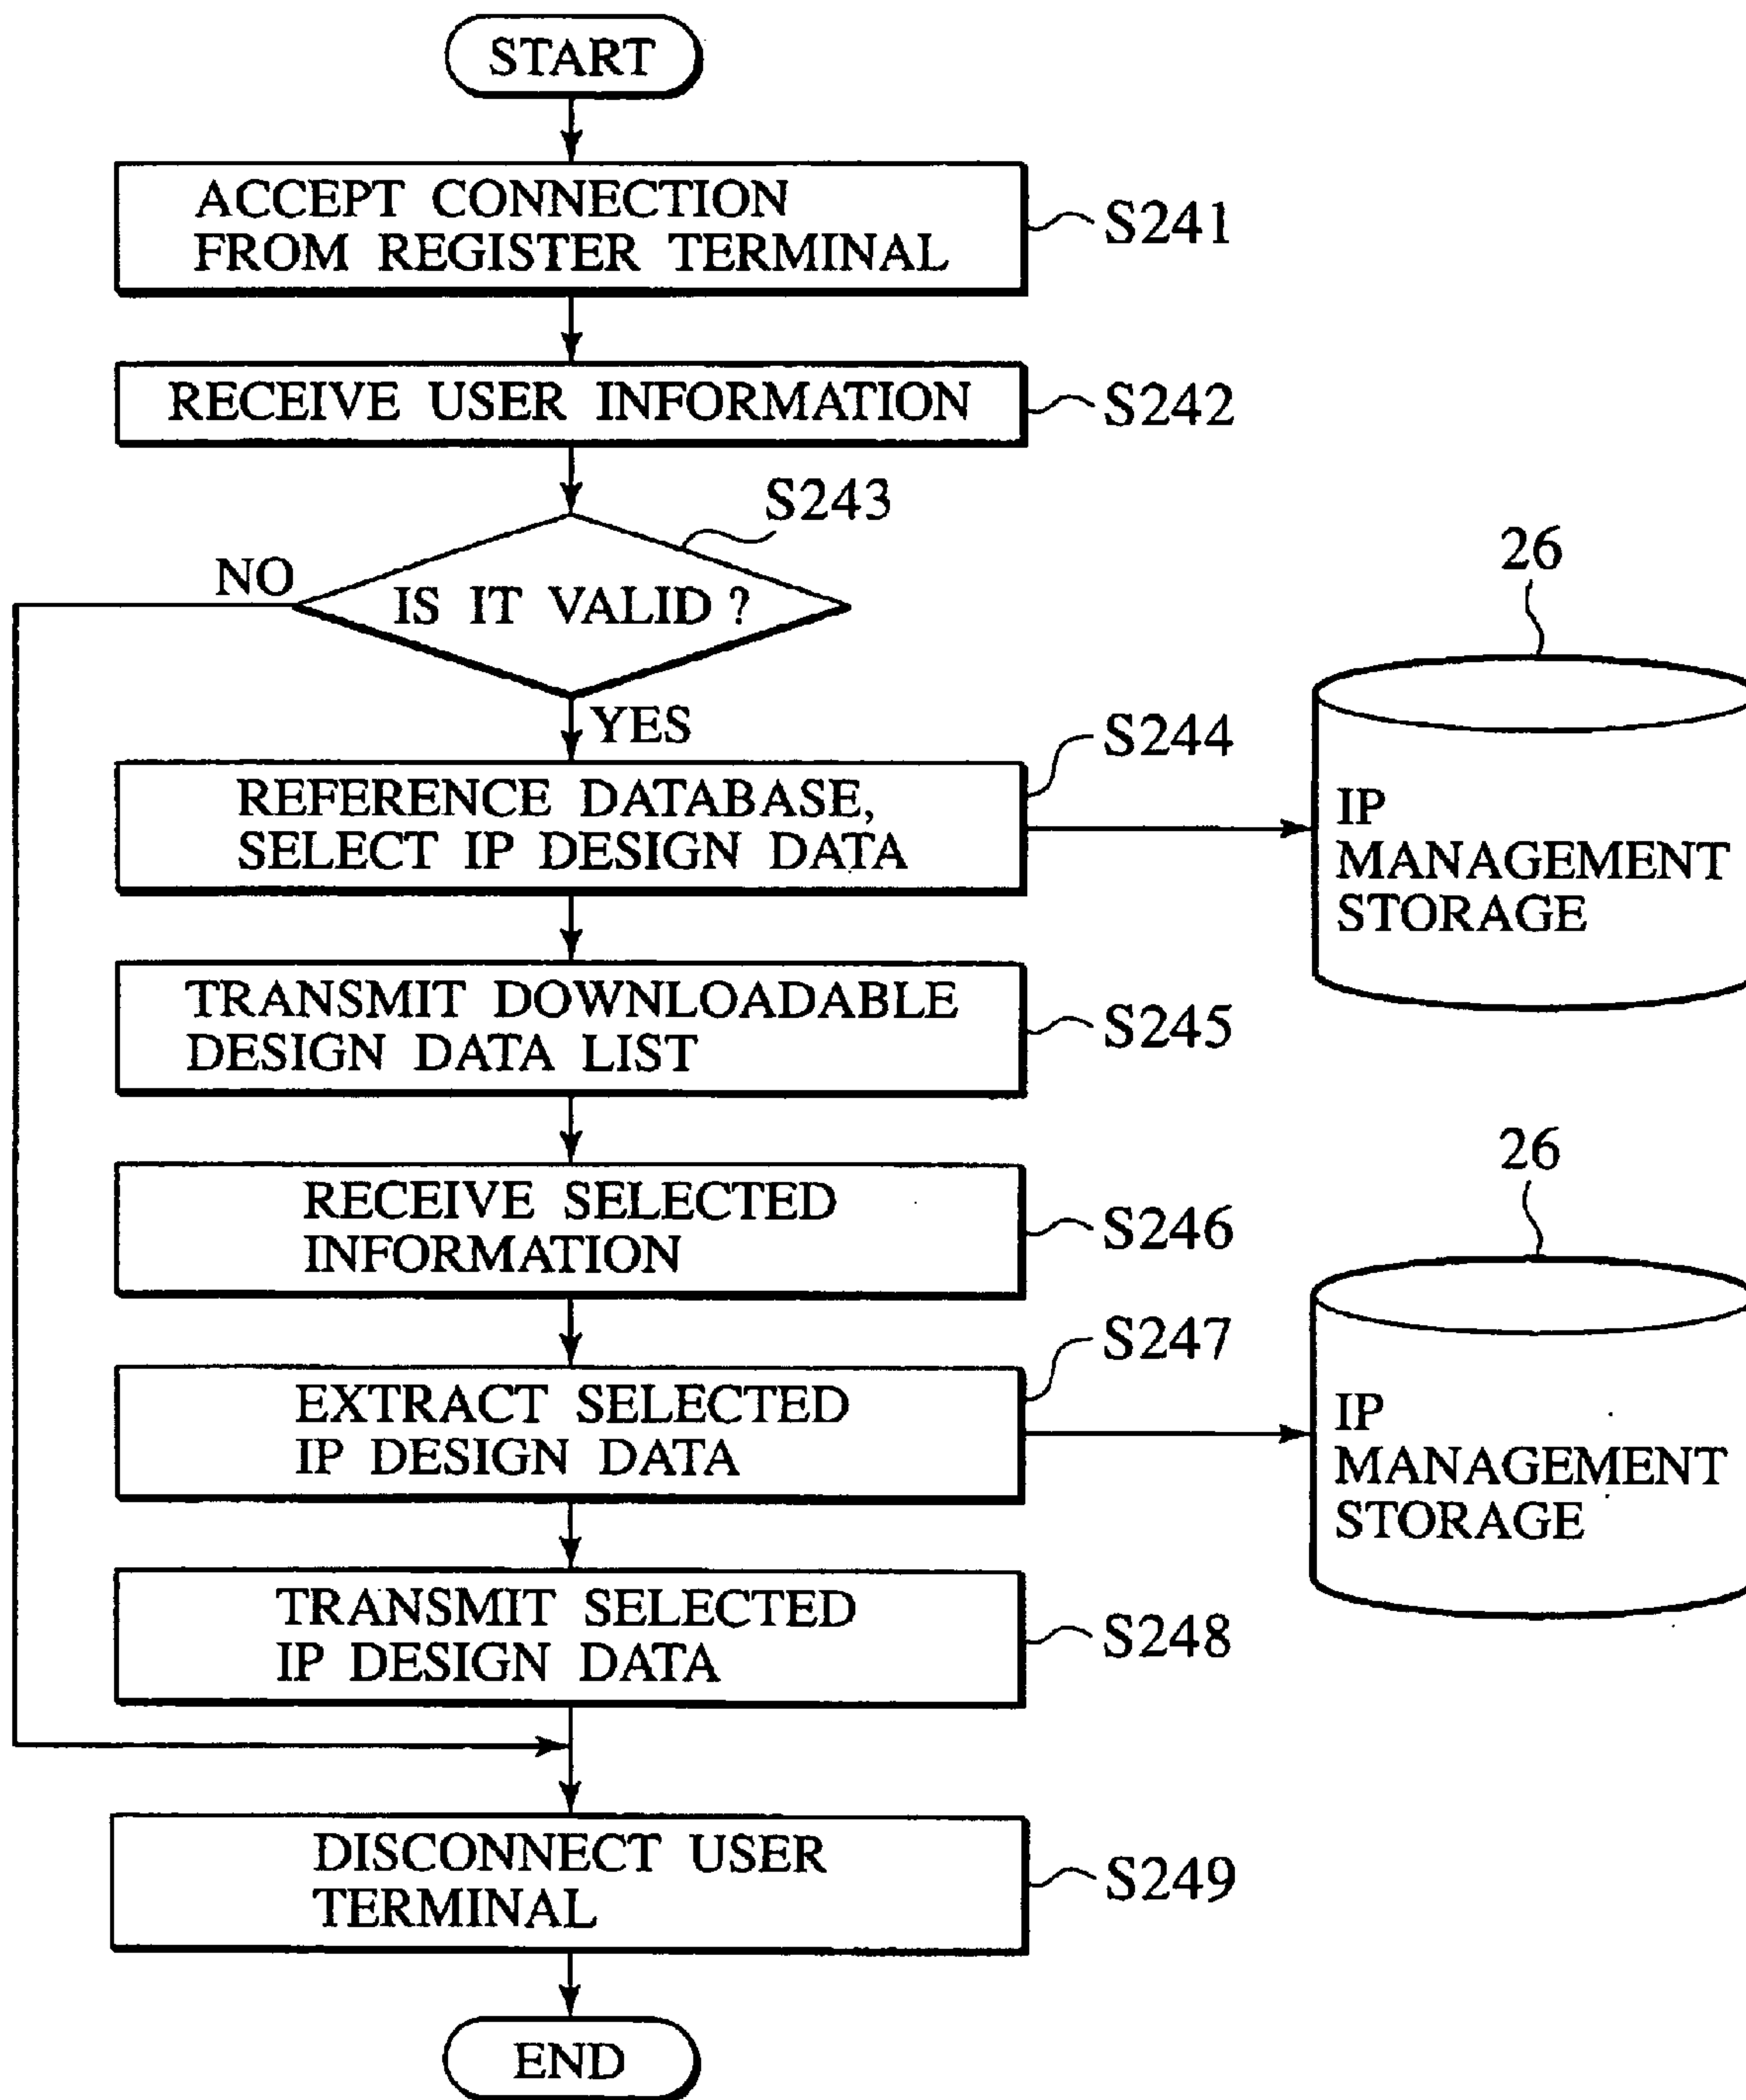 START
ACCEPT CONNECTION
FROM REGISTER TERMINAL
S241
RECEIVE USER INFORMATION
S242
S243
NO
IS IT VALID?
YES
26
S244
REFERENCE DATABASE,
SELECT IP DESIGN DATA
IP
MANAGEMENT
STORAGE
TRANSMIT DOWNLOADABLE
DESIGN DATA LIST
S245
RECEIVE SELECTED
INFORMATION
S246
26
S247
EXTRACT SELECTED
IP DESIGN DATA
IP
MANAGEMENT
STORAGE
TRANSMIT SELECTED
IP DESIGN DATA
S248
DISCONNECT USER
TERMINAL
S249
END